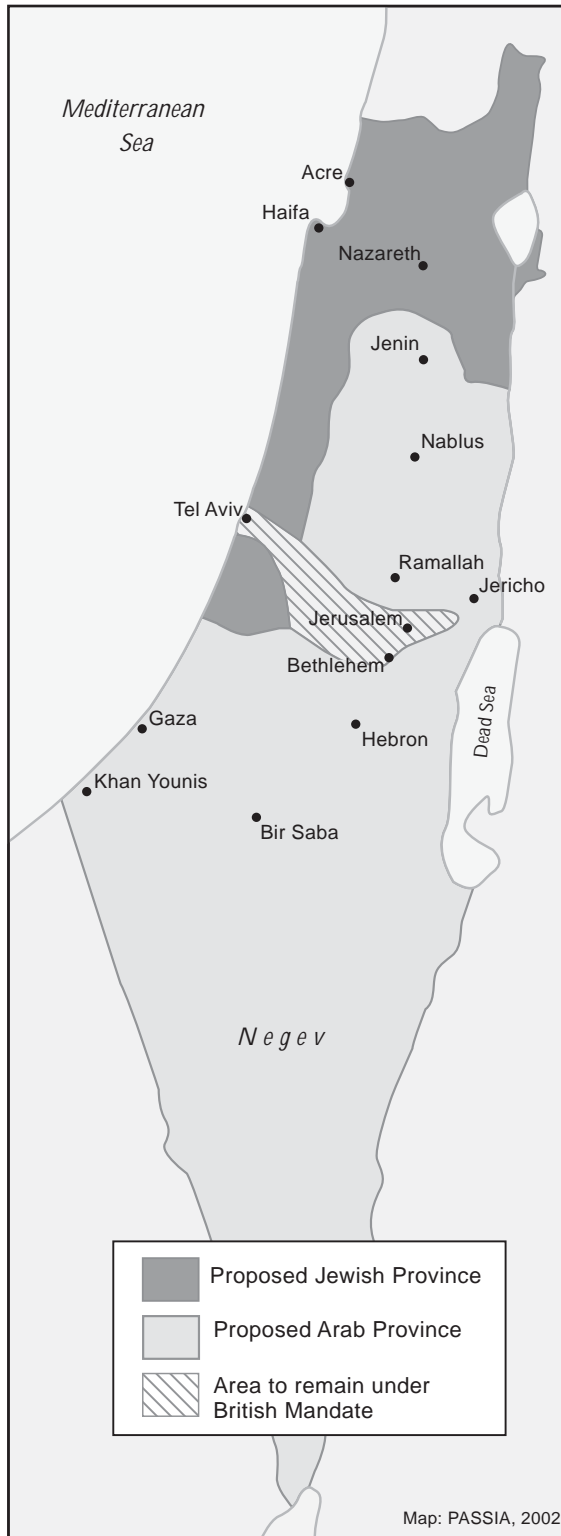 Mediterranean
Sea
Acre
Haifa
Nazareth
Jenin
Nablus
Tel Aviv
Ramallah
Jericho
Jerusalem
Bethlehem
Dead Sea
Gaza
Hebron
Khan Younis
Bir Saba
Negev
Proposed Jewish Province
Proposed Arab Province
Area to remain under
British Mandate
Map: PASSIA, 2002